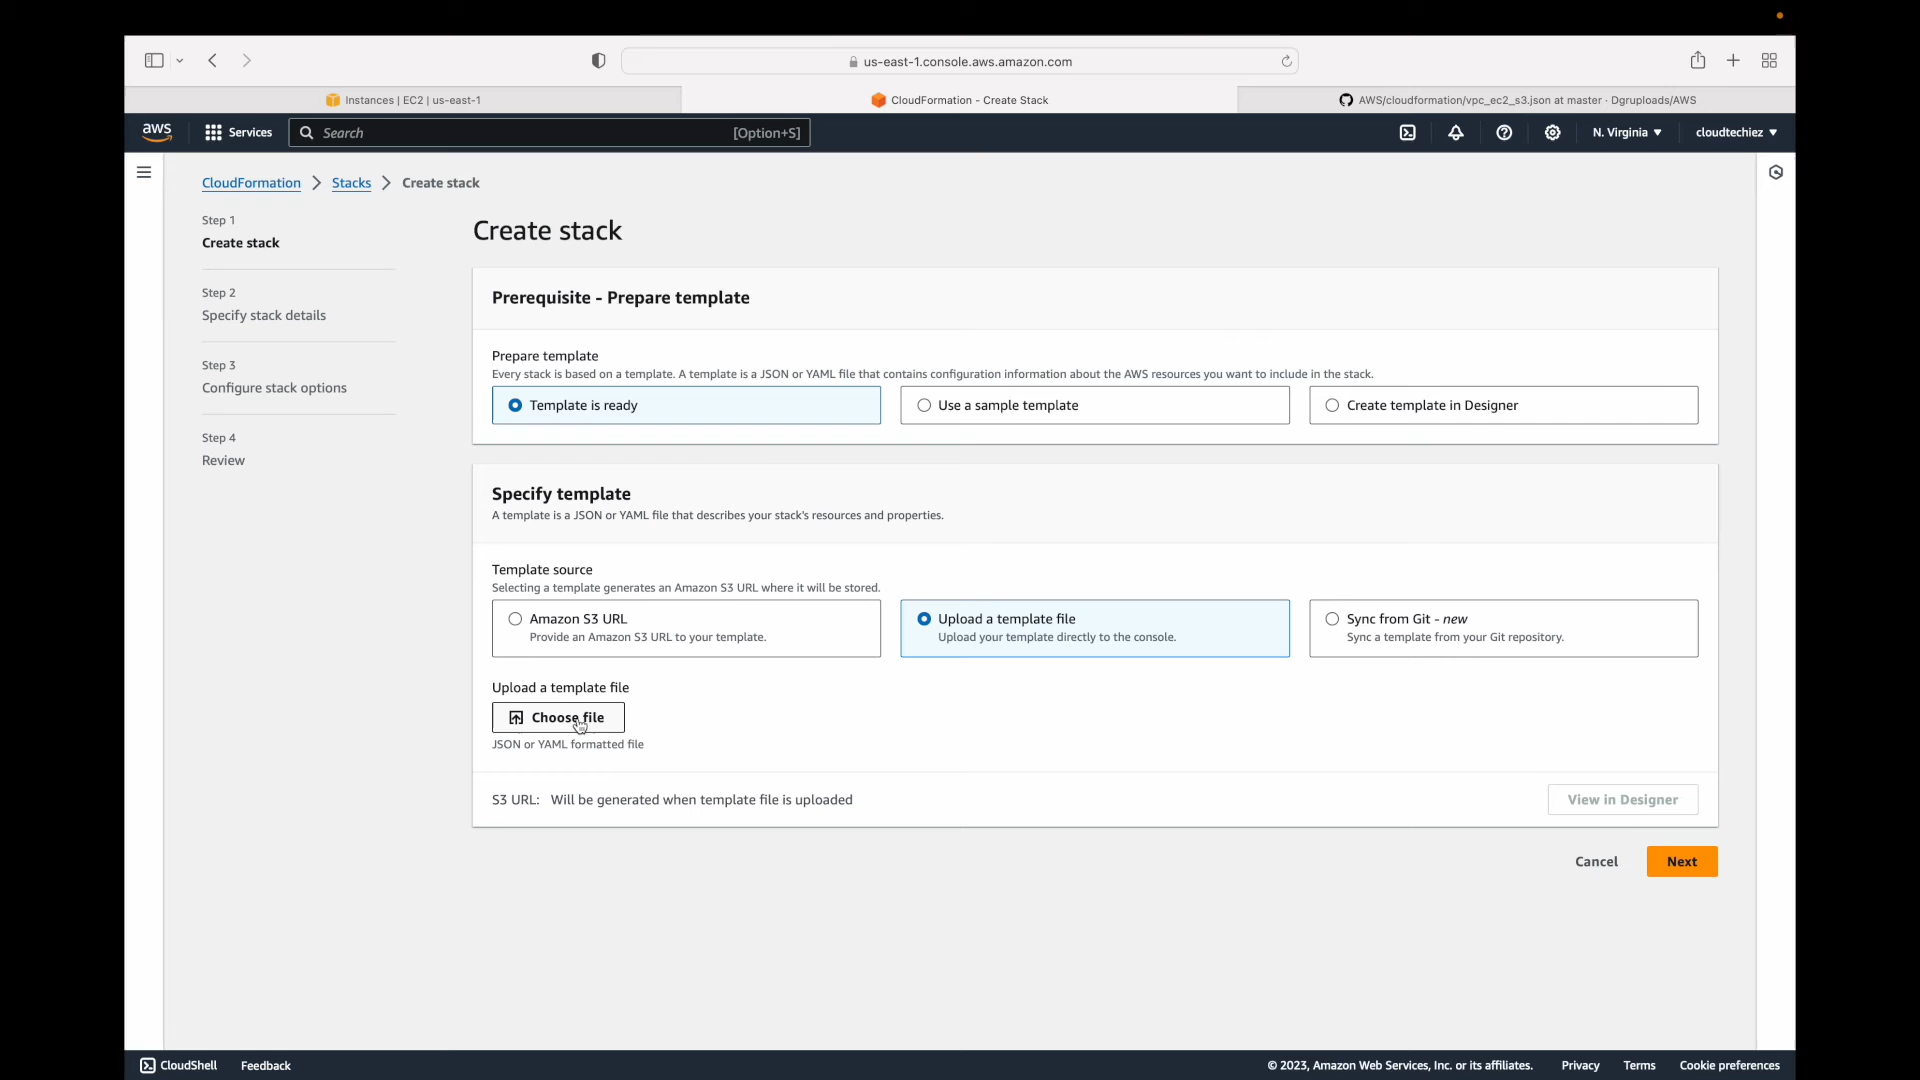 us-east-1.console.aws.amazon.com
Instances | EC2 | us-east-1
CloudFormation - Create Stack
AWS/cloudformation/vpc_ec2_s3.json at master · Dgruploads/AWS
aws
Services
Search
[Option+S]
N. Virginia
cloudtechiez
CloudFormation
Stacks
Create stack
Step 1
Create stack
Step 2
Specify stack details
Step 3
Configure stack options
Step 4
Review
Create stack
Prerequisite - Prepare template
Prepare template
Every stack is based on a template. A template is a JSON or YAML file that contains configuration information about the AWS resources you want to include in the stack.
Template is ready
Use a sample template
Create template in Designer
Specify template
A template is a JSON or YAML file that describes your stack's resources and properties.
Template source
Selecting a template generates an Amazon S3 URL where it will be stored.
Amazon S3 URL
Provide an Amazon S3 URL to your template.
Upload a template file
Upload your template directly to the console.
Sync from Git - new
Sync a template from your Git repository.
Upload a template file
Choose file
JSON or YAML formatted file
S3 URL: Will be generated when template file is uploaded
View in Designer
Cancel
Next
CloudShell
Feedback
© 2023, Amazon Web Services, Inc. or its affiliates.
Privacy
Terms
Cookie preferences